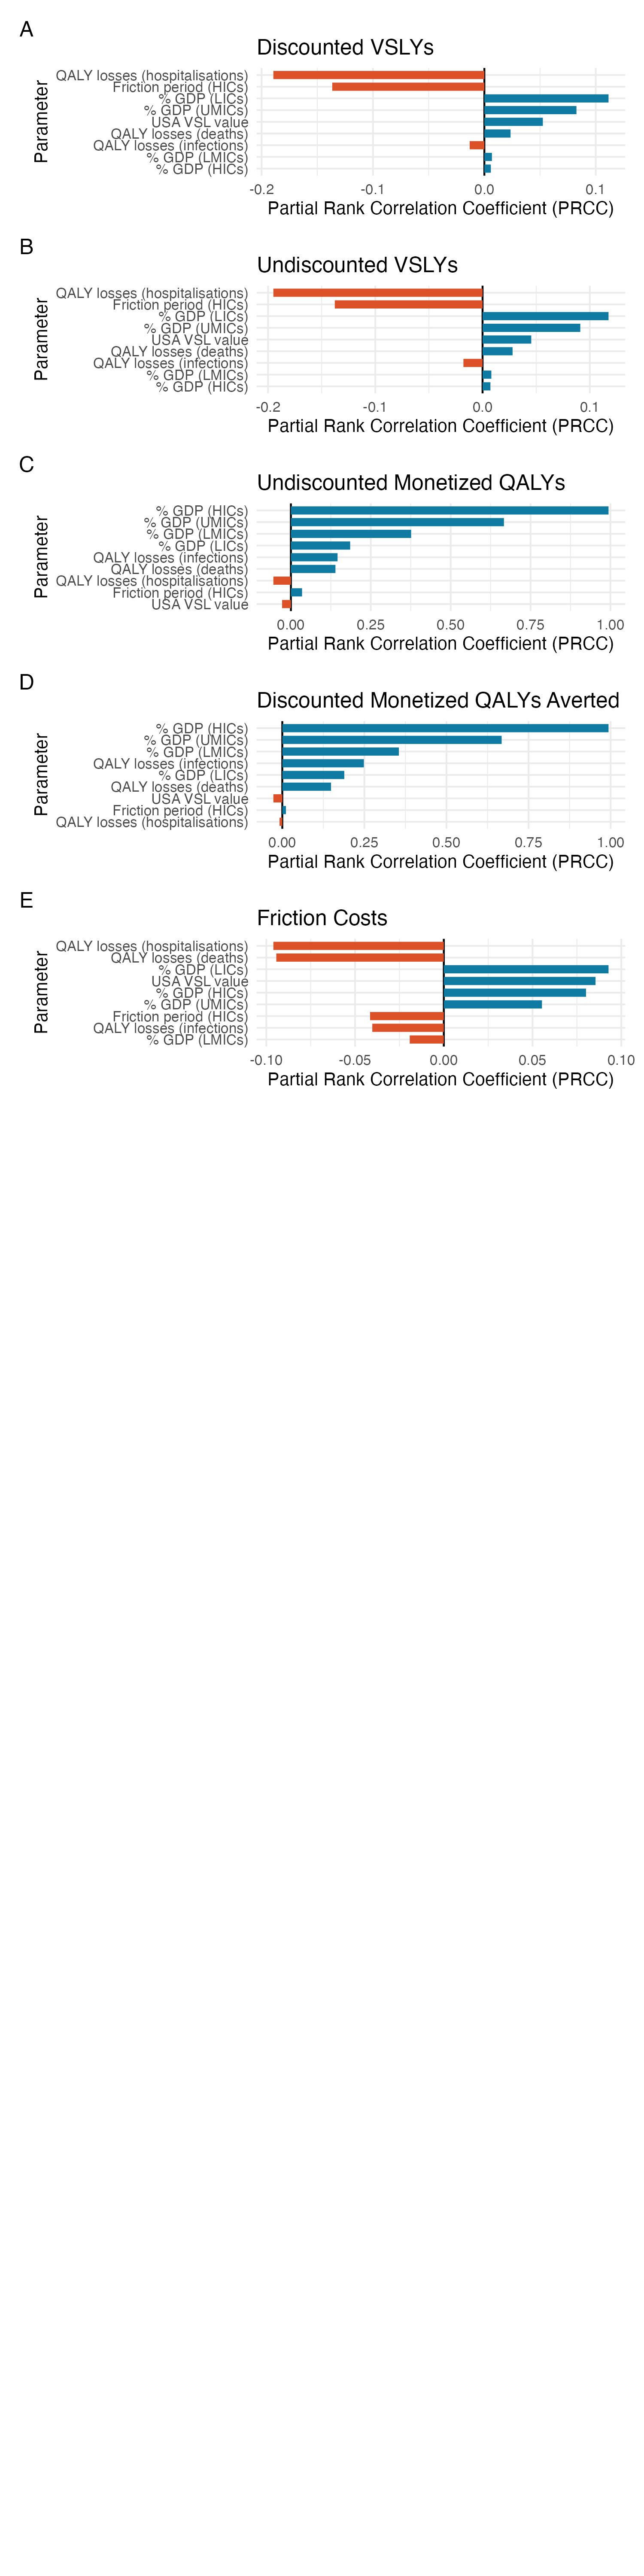 A
Discounted VSLYs
Parameter
QALY losses (hospitalisations)
Friction period (HICs)
% GDP (LICs)
% GDP (UMICs)
USA VSL value
QALY losses (deaths)
QALY losses (infections)
% GDP (LMICs)
% GDP (HICs)
-0.2 -0.1 0.0 0.1
Partial Rank Correlation Coefficient (PRCC)
B
Undiscounted VSLYs
Parameter
QALY losses (hospitalisations)
Friction period (HICs)
% GDP (LICs)
% GDP (UMICs)
USA VSL value
QALY losses (deaths)
QALY losses (infections)
% GDP (LMICs)
% GDP (HICs)
-0.2 -0.1 0.0 0.1
Partial Rank Correlation Coefficient (PRCC)
C
Undiscounted Monetized QALYs
Parameter
% GDP (HICs)
% GDP (UMICs)
% GDP (LMICs)
% GDP (LICs)
QALY losses (infections)
QALY losses (deaths)
QALY losses (hospitalisations)
Friction period (HICs)
USA VSL value
0.00 0.25 0.50 0.75 1.00
Partial Rank Correlation Coefficient (PRCC)
D
Discounted Monetized QALYs Averted
Parameter
% GDP (HICs)
% GDP (UMICs)
% GDP (LMICs)
QALY losses (infections)
% GDP (LICs)
QALY losses (deaths)
USA VSL value
Friction period (HICs)
QALY losses (hospitalisations)
0.00 0.25 0.50 0.75 1.00
Partial Rank Correlation Coefficient (PRCC)
E
Friction Costs
Parameter
QALY losses (hospitalisations)
QALY losses (deaths)
% GDP (LICs)
USA VSL value
% GDP (HICs)
% GDP (UMICs)
Friction period (HICs)
QALY losses (infections)
% GDP (LMICs)
-0.10 -0.05 0.00 0.05 0.10
Partial Rank Correlation Coefficient (PRCC)